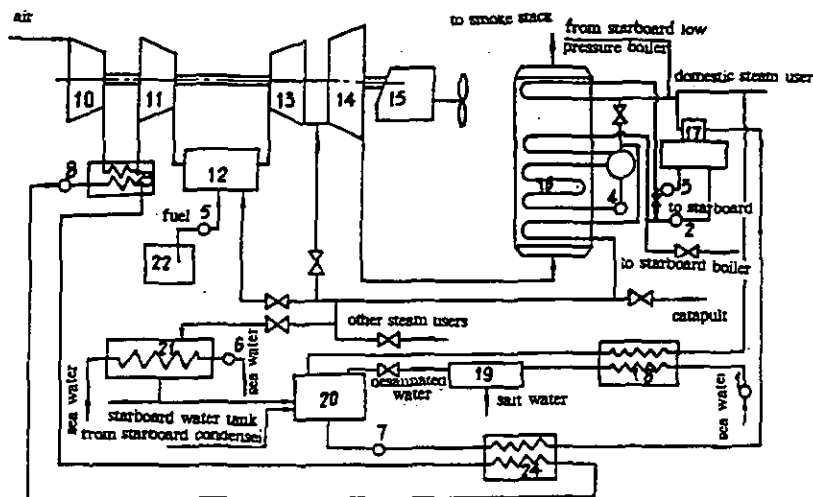 air
to smoke stack
from starboard low
pressure boiler
domestic steam user
10
11
13
14
15
17
8
9
12
16
4
3
to starboard
2
fuel
5
22
to starboard boiler
catapult
other steam users
21
6
sea water
sea water
desalinated
water
19
salt water
18
1
sea water
20
starboard water tank
from starboard condenser
7
24